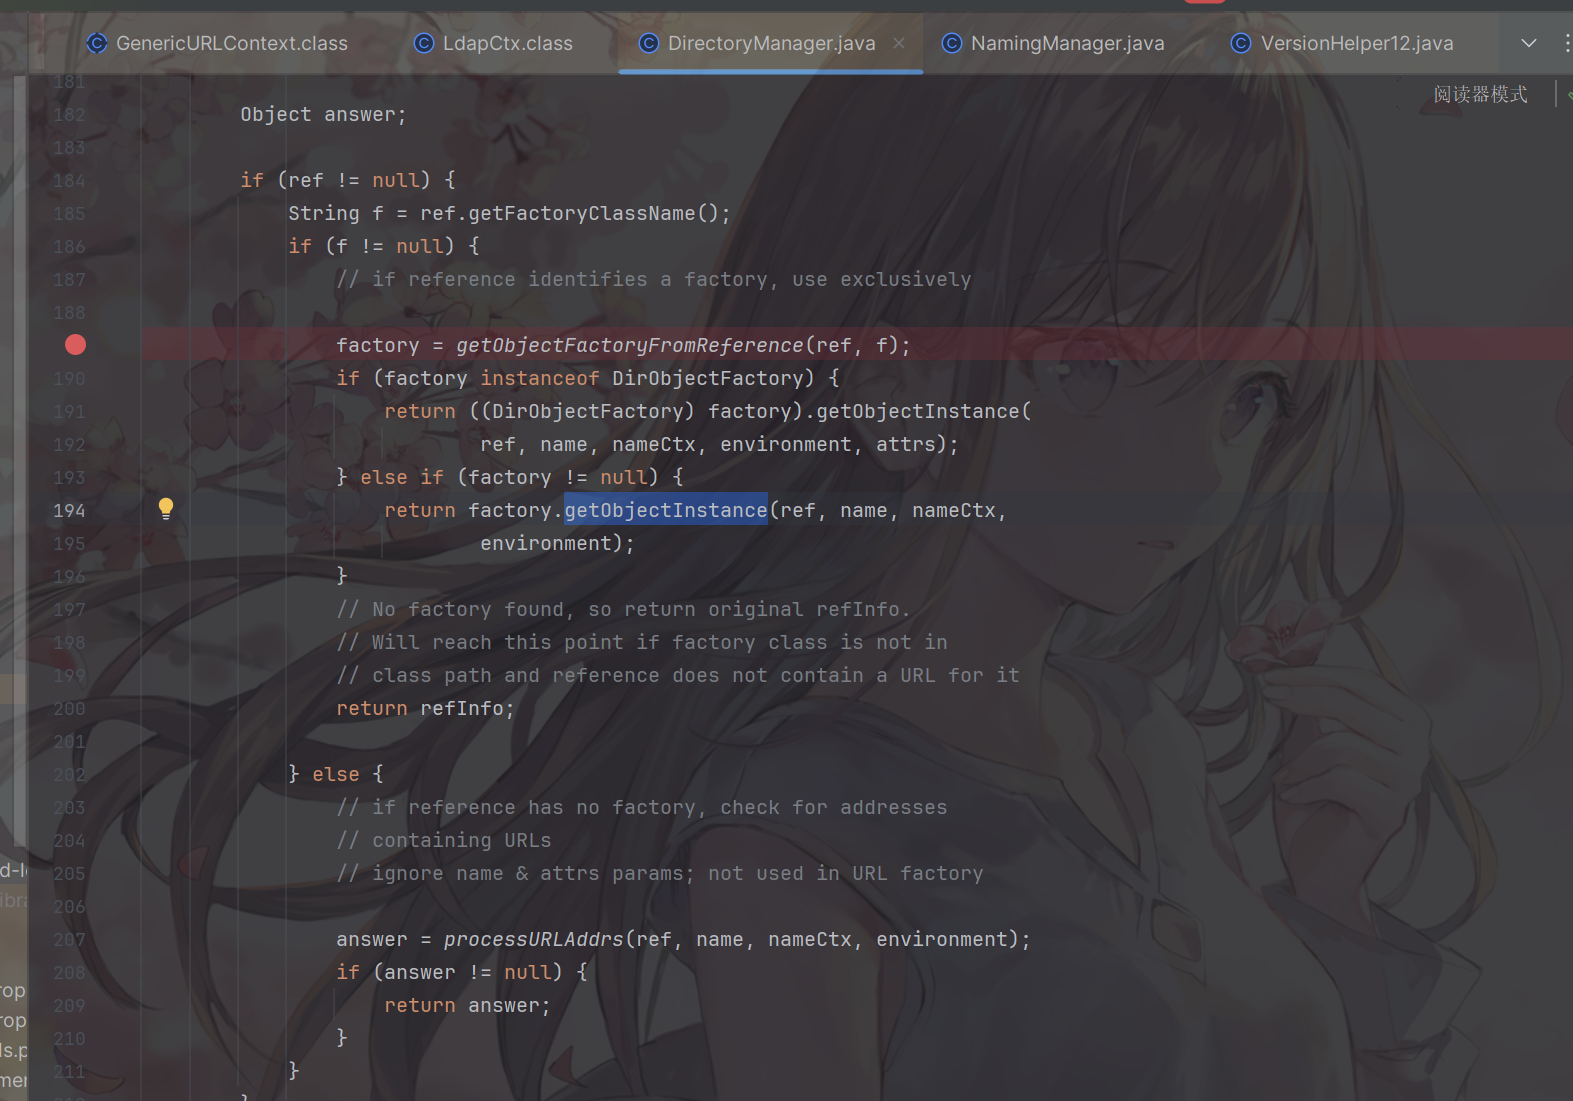 GenericURLContext.class LdapCtx.class DirectoryManager.java NamingManager.java VersionHelper12.java
阅读器模式
181
182 Object answer;
183
184 if (ref != null) {
185 String f = ref.getFactoryClassName();
186 if (f != null) {
187 // if reference identifies a factory, use exclusively
188
factory = getObjectFactoryFromReference(ref, f);
190 if (factory instanceof DirObjectFactory) {
191 return ((DirObjectFactory) factory).getObjectInstance(
192 ref, name, nameCtx, environment, attrs);
193 } else if (factory != null) {
194 return factory.getObjectInstance(ref, name, nameCtx,
195 environment);
196 }
197 // No factory found, so return original refInfo.
198 // Will reach this point if factory class is not in
199 // class path and reference does not contain a URL for it
200 return refInfo;
201
202 } else {
203 // if reference has no factory, check for addresses
204 // containing URLs
205 // ignore name & attrs params; not used in URL factory
206
207 answer = processURLAddrs(ref, name, nameCtx, environment);
208 if (answer != null) {
209 return answer;
210 }
211 }